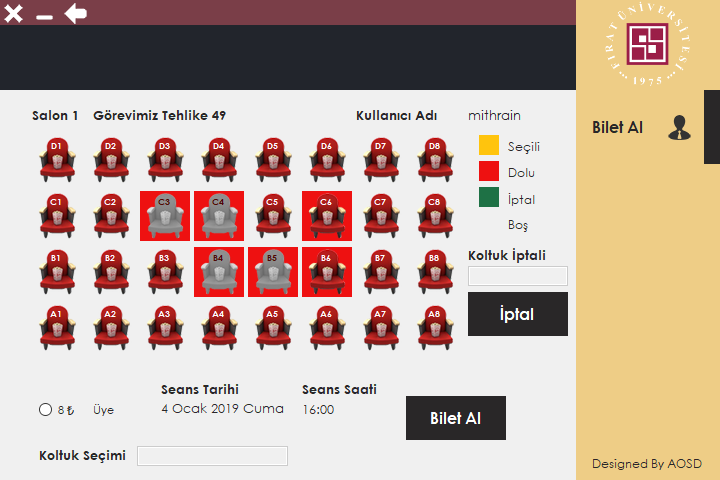 FIRAT ÜNİVERSİTESİ
1975
Salon 1 Görevimiz Tehlike 49 Kullanıcı Adı mithrain
D1 D2 D3 D4 D5 D6 D7 D8
Seçili
Dolu
İptal
Boş
Bilet Al
C1 C2 C3 C4 C5 C6 C7 C8
B1 B2 B3 B4 B5 B6 B7 B8
Koltuk İptali
İptal
A1 A2 A3 A4 A5 A6 A7 A8
Seans Tarihi Seans Saati
8 ₺ Üye 4 Ocak 2019 Cuma 16:00
Bilet Al
Koltuk Seçimi
Designed By AOSD